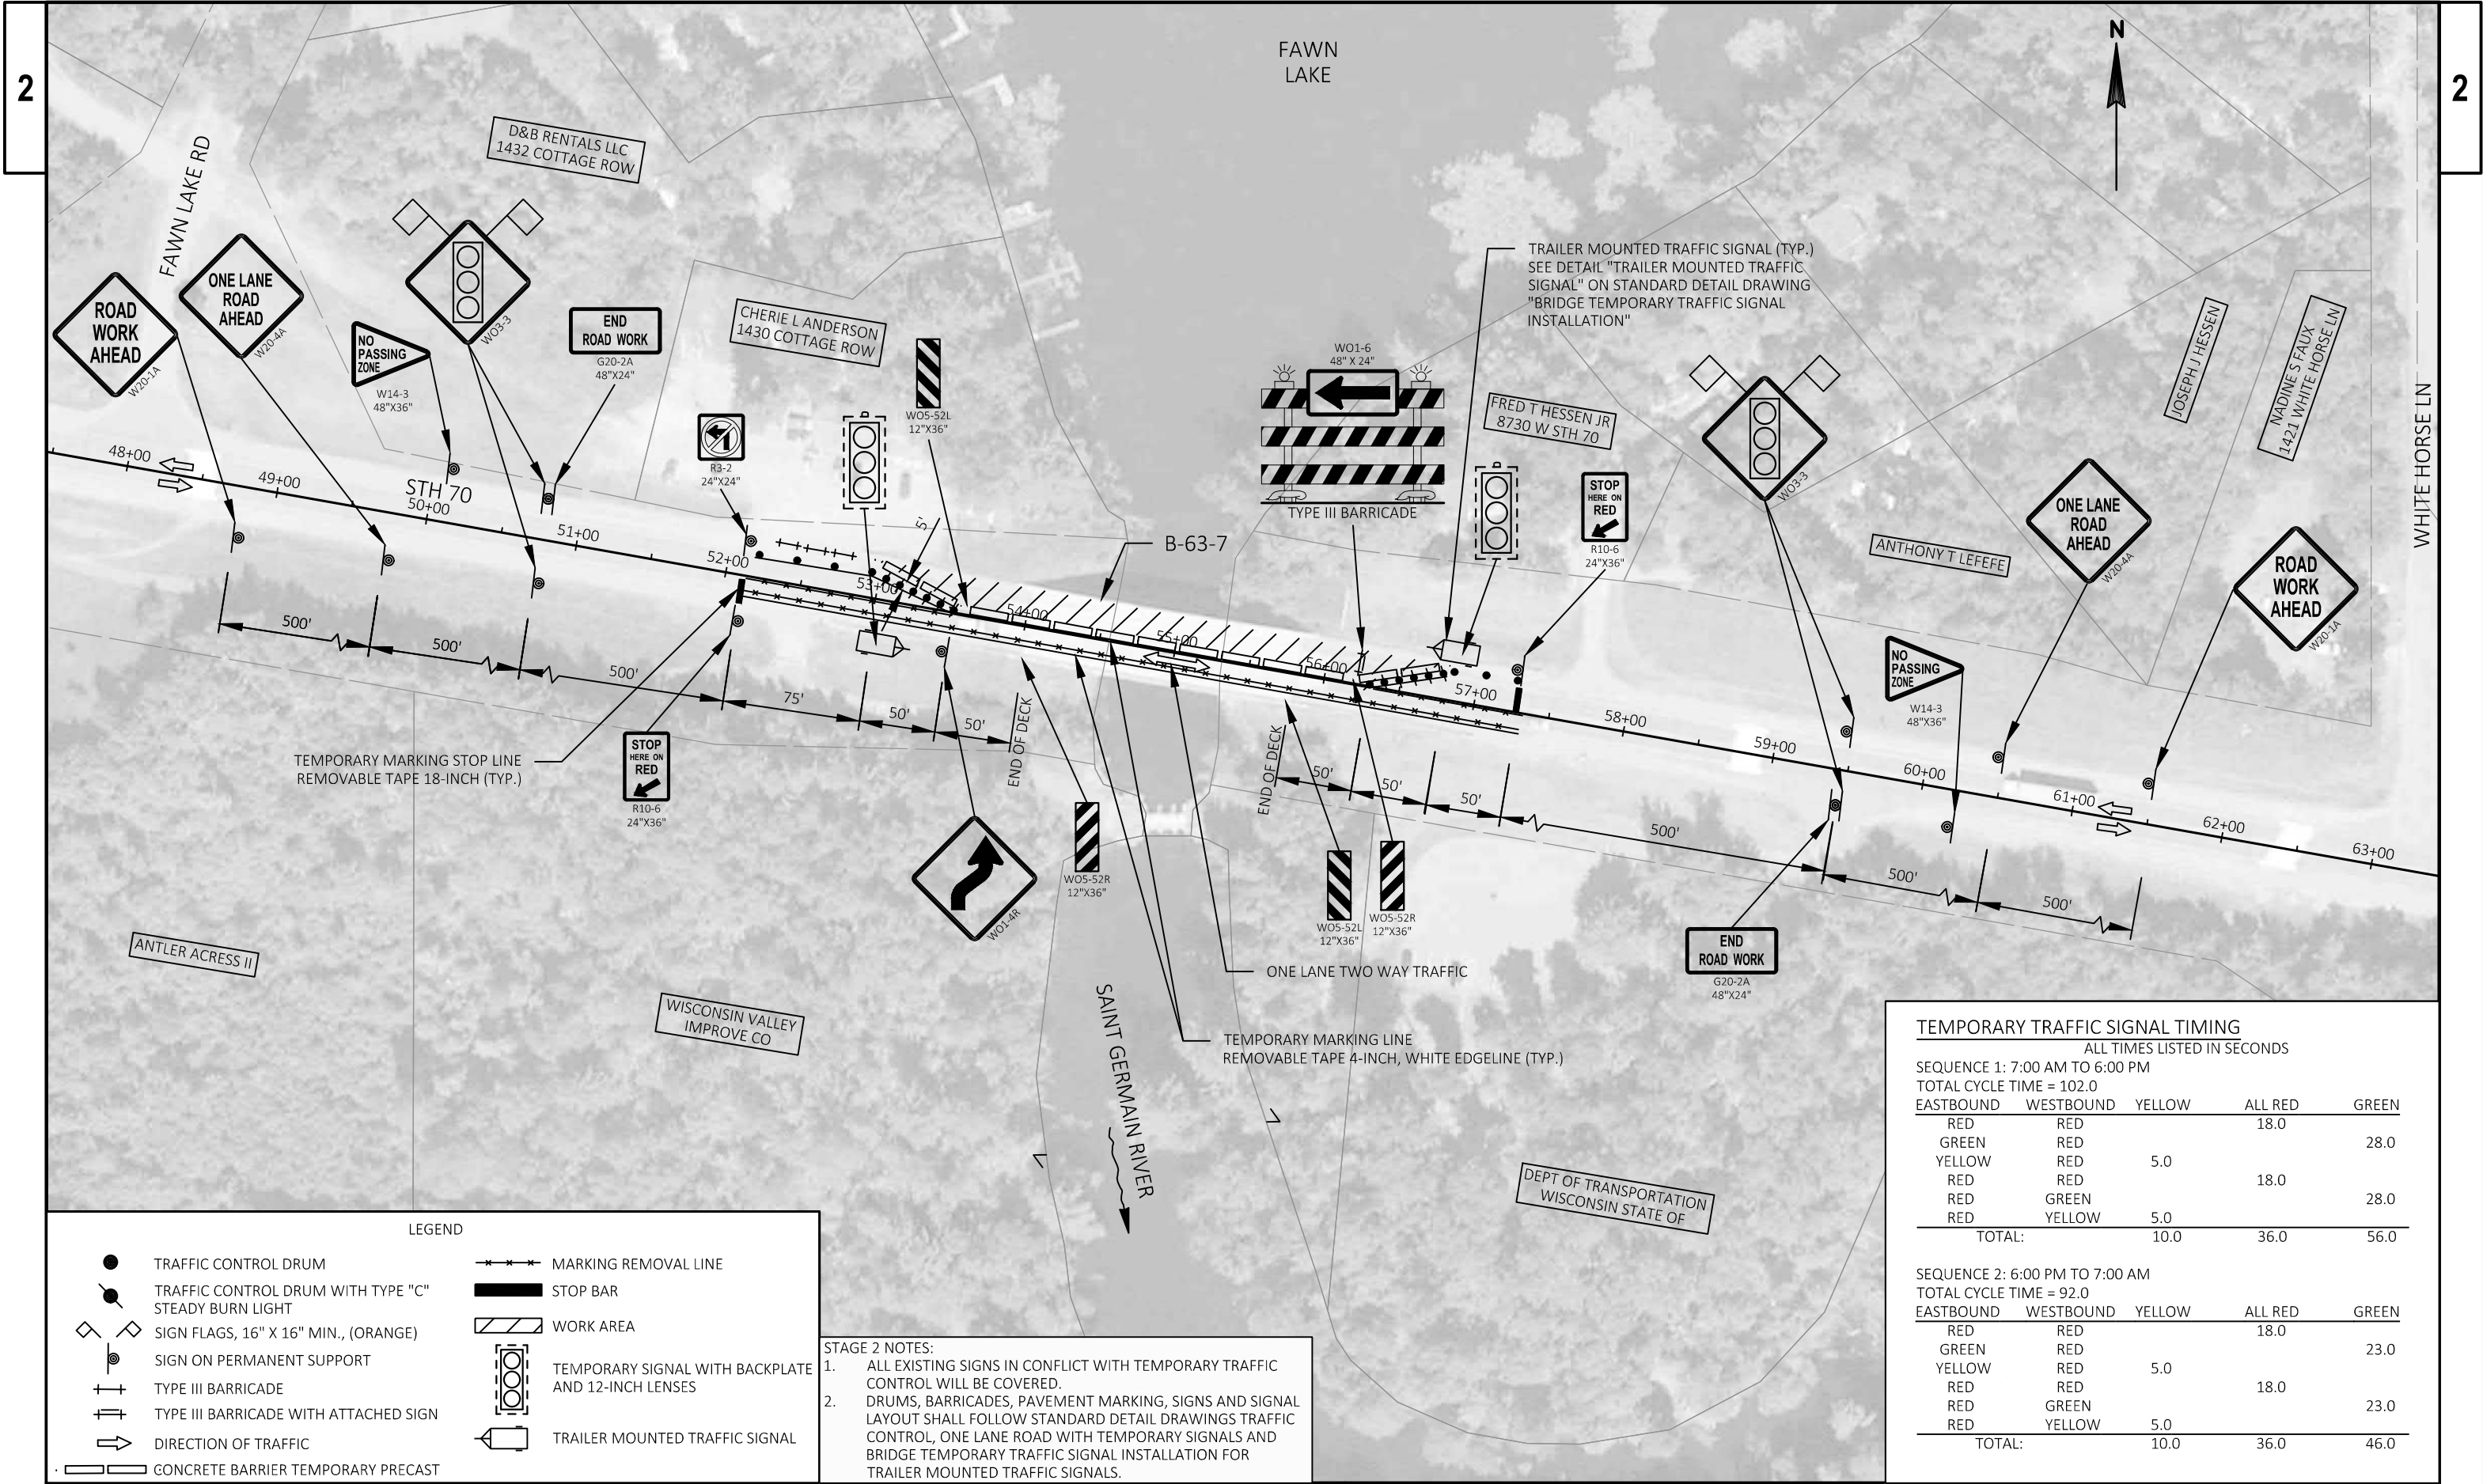 2
2
FAWN
LAKE
N
FAWN LAKE RD
D&B RENTALS LLC
1432 COTTAGE ROW
ROAD
WORK
AHEAD
W20-1A
ONE LANE
ROAD
AHEAD
W20-4A
NO
PASSING
ZONE
W14-3
48"X36"
WO3-3
END
ROAD WORK
G20-2A
48"X24"
CHERIE L ANDERSON
1430 COTTAGE ROW
R3-2
24"X24"
WO5-52L
12"X36"
5'
B-63-7
WO1-6
48" X 24"
TYPE III BARRICADE
TRAILER MOUNTED TRAFFIC SIGNAL (TYP.)
SEE DETAIL "TRAILER MOUNTED TRAFFIC
SIGNAL" ON STANDARD DETAIL DRAWING
"BRIDGE TEMPORARY TRAFFIC SIGNAL
INSTALLATION"
FRED T HESSEN JR
8730 W STH 70
STOP
HERE ON
RED
R10-6
24"X36"
WO3-3
ANTHONY T LEFEFE
JOSEPH J HESSEN
NADINE S FAUX
1421 WHITE HORSE LN
WHITE HORSE LN
ONE LANE
ROAD
AHEAD
W20-4A
ROAD
WORK
AHEAD
W20-1A
NO
PASSING
ZONE
W14-3
48"X36"
48+00
49+00
STH 70
50+00
51+00
52+00
53+00
54+00
55+00
56+00
57+00
58+00
59+00
60+00
61+00
62+00
63+00
500'
500'
500'
75'
50'
50'
END OF DECK
END OF DECK
50'
50'
50'
500'
500'
500'
TEMPORARY MARKING STOP LINE
REMOVABLE TAPE 18-INCH (TYP.)
STOP
HERE ON
RED
R10-6
24"X36"
WO1-4R
WO5-52R
12"X36"
WO5-52L
12"X36"
WO5-52R
12"X36"
END
ROAD WORK
G20-2A
48"X24"
ONE LANE TWO WAY TRAFFIC
TEMPORARY MARKING LINE
REMOVABLE TAPE 4-INCH, WHITE EDGELINE (TYP.)
ANTLER ACRESS II
WISCONSIN VALLEY
IMPROVE CO
SAINT GERMAIN RIVER
DEPT OF TRANSPORTATION
WISCONSIN STATE OF
LEGEND
TRAFFIC CONTROL DRUM
TRAFFIC CONTROL DRUM WITH TYPE "C"
STEADY BURN LIGHT
SIGN FLAGS, 16" X 16" MIN., (ORANGE)
SIGN ON PERMANENT SUPPORT
TYPE III BARRICADE
TYPE III BARRICADE WITH ATTACHED SIGN
DIRECTION OF TRAFFIC
CONCRETE BARRIER TEMPORARY PRECAST
MARKING REMOVAL LINE
STOP BAR
WORK AREA
TEMPORARY SIGNAL WITH BACKPLATE
AND 12-INCH LENSES
TRAILER MOUNTED TRAFFIC SIGNAL
STAGE 2 NOTES:
1. ALL EXISTING SIGNS IN CONFLICT WITH TEMPORARY TRAFFIC
CONTROL WILL BE COVERED.
2. DRUMS, BARRICADES, PAVEMENT MARKING, SIGNS AND SIGNAL
LAYOUT SHALL FOLLOW STANDARD DETAIL DRAWINGS TRAFFIC
CONTROL, ONE LANE ROAD WITH TEMPORARY SIGNALS AND
BRIDGE TEMPORARY TRAFFIC SIGNAL INSTALLATION FOR
TRAILER MOUNTED TRAFFIC SIGNALS.
TEMPORARY TRAFFIC SIGNAL TIMING
ALL TIMES LISTED IN SECONDS
SEQUENCE 1: 7:00 AM TO 6:00 PM
TOTAL CYCLE TIME = 102.0
EASTBOUND WESTBOUND YELLOW ALL RED GREEN
RED RED 18.0
GREEN RED 28.0
YELLOW RED 5.0
RED RED 18.0
RED GREEN 28.0
RED YELLOW 5.0
TOTAL: 10.0 36.0 56.0
SEQUENCE 2: 6:00 PM TO 7:00 AM
TOTAL CYCLE TIME = 92.0
EASTBOUND WESTBOUND YELLOW ALL RED GREEN
RED RED 18.0
GREEN RED 23.0
YELLOW RED 5.0
RED RED 18.0
RED GREEN 23.0
RED YELLOW 5.0
TOTAL: 10.0 36.0 46.0